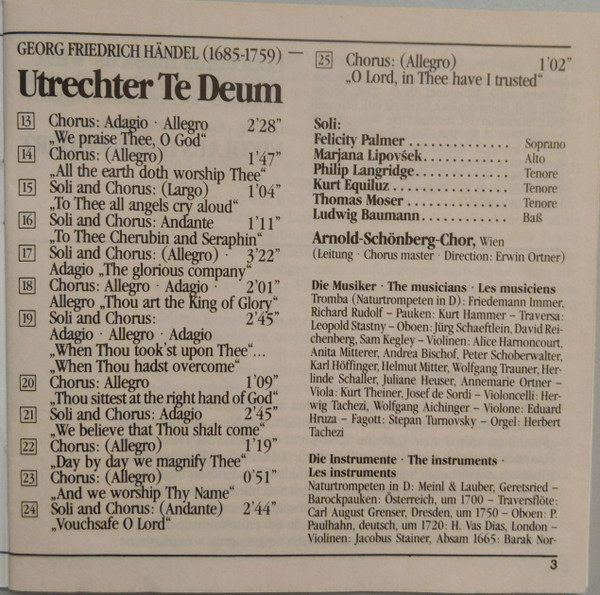 GEORG FRIEDRICH HÄNDEL (1685-1759) —
Utrechter Te Deum
13 Chorus: Adagio · Allegro 2’28”
„We praise Thee, O God“
14 Chorus: (Allegro) 1’47”
„All the earth doth worship Thee“
15 Soli and Chorus: (Largo) 1’04”
„To Thee all angels cry aloud“
16 Soli and Chorus: Andante 1’11”
„To Thee Cherubin and Seraphin“
17 Soli and Chorus: (Allegro) · 3’22”
Adagio „The glorious company“
18 Chorus: Allegro · Adagio · 2’01”
Allegro „Thou art the King of Glory“
19 Soli and Chorus: 2’45”
Adagio · Allegro · Adagio
„When Thou took’st upon Thee“...
„When Thou hadst overcome“
20 Chorus: Allegro 1’09”
„Thou sittest at the right hand of God“
21 Soli and Chorus: Adagio 2’45”
„We believe that Thou shalt come“
22 Chorus: (Allegro) 1’19”
„Day by day we magnify Thee“
23 Chorus: (Allegro) 0’51”
„And we worship Thy Name“
24 Soli and Chorus: (Andante) 2’44”
„Vouchsafe O Lord“
25 Chorus: (Allegro) 1’02”
„O Lord, in Thee have I trusted“
Soli:
Felicity Palmer ............. Soprano
Marjana Lipovšek ........... Alto
Philip Langridge ............ Tenore
Kurt Equiluz ................ Tenore
Thomas Moser .............. Tenore
Ludwig Baumann ........... Baß
Arnold-Schönberg-Chor, Wien
(Leitung · Chorus master · Direction: Erwin Ortner)
Die Musiker · The musicians · Les musiciens
Tromba (Naturtrompeten in D): Friedemann Immer,
Richard Rudolf – Pauken: Kurt Hammer – Traversa:
Leopold Stastny – Oboen: Jürg Schaeftlein, David Rei-
chenberg, Sam Kegley – Violinen: Alice Harnoncourt,
Anita Mitterer, Andrea Bischof, Peter Schoberwalter,
Karl Höffinger, Helmut Mitter, Wolfgang Trauner, Her-
linde Schaller, Juliane Heuser, Annemarie Ortner –
Viola: Kurt Theiner, Josef de Sordi – Violoncelli: Her-
wig Tachezi, Wolfgang Aichinger – Violone: Eduard
Hruza – Fagott: Stepan Turnovsky – Orgel: Herbert
Tachezi
Die Instrumente · The instruments ·
Les instruments
Naturtrompeten in D: Meinl & Lauber, Geretsried –
Barockpauken: Österreich, um 1700 – Traversflöte:
Carl August Grenser, Dresden, um 1750 – Oboen: P.
Paulhahn, deutsch, um 1720: H. Vas Dias, London –
Violinen: Jacobus Stainer, Absam 1665: Barak Nor-
3